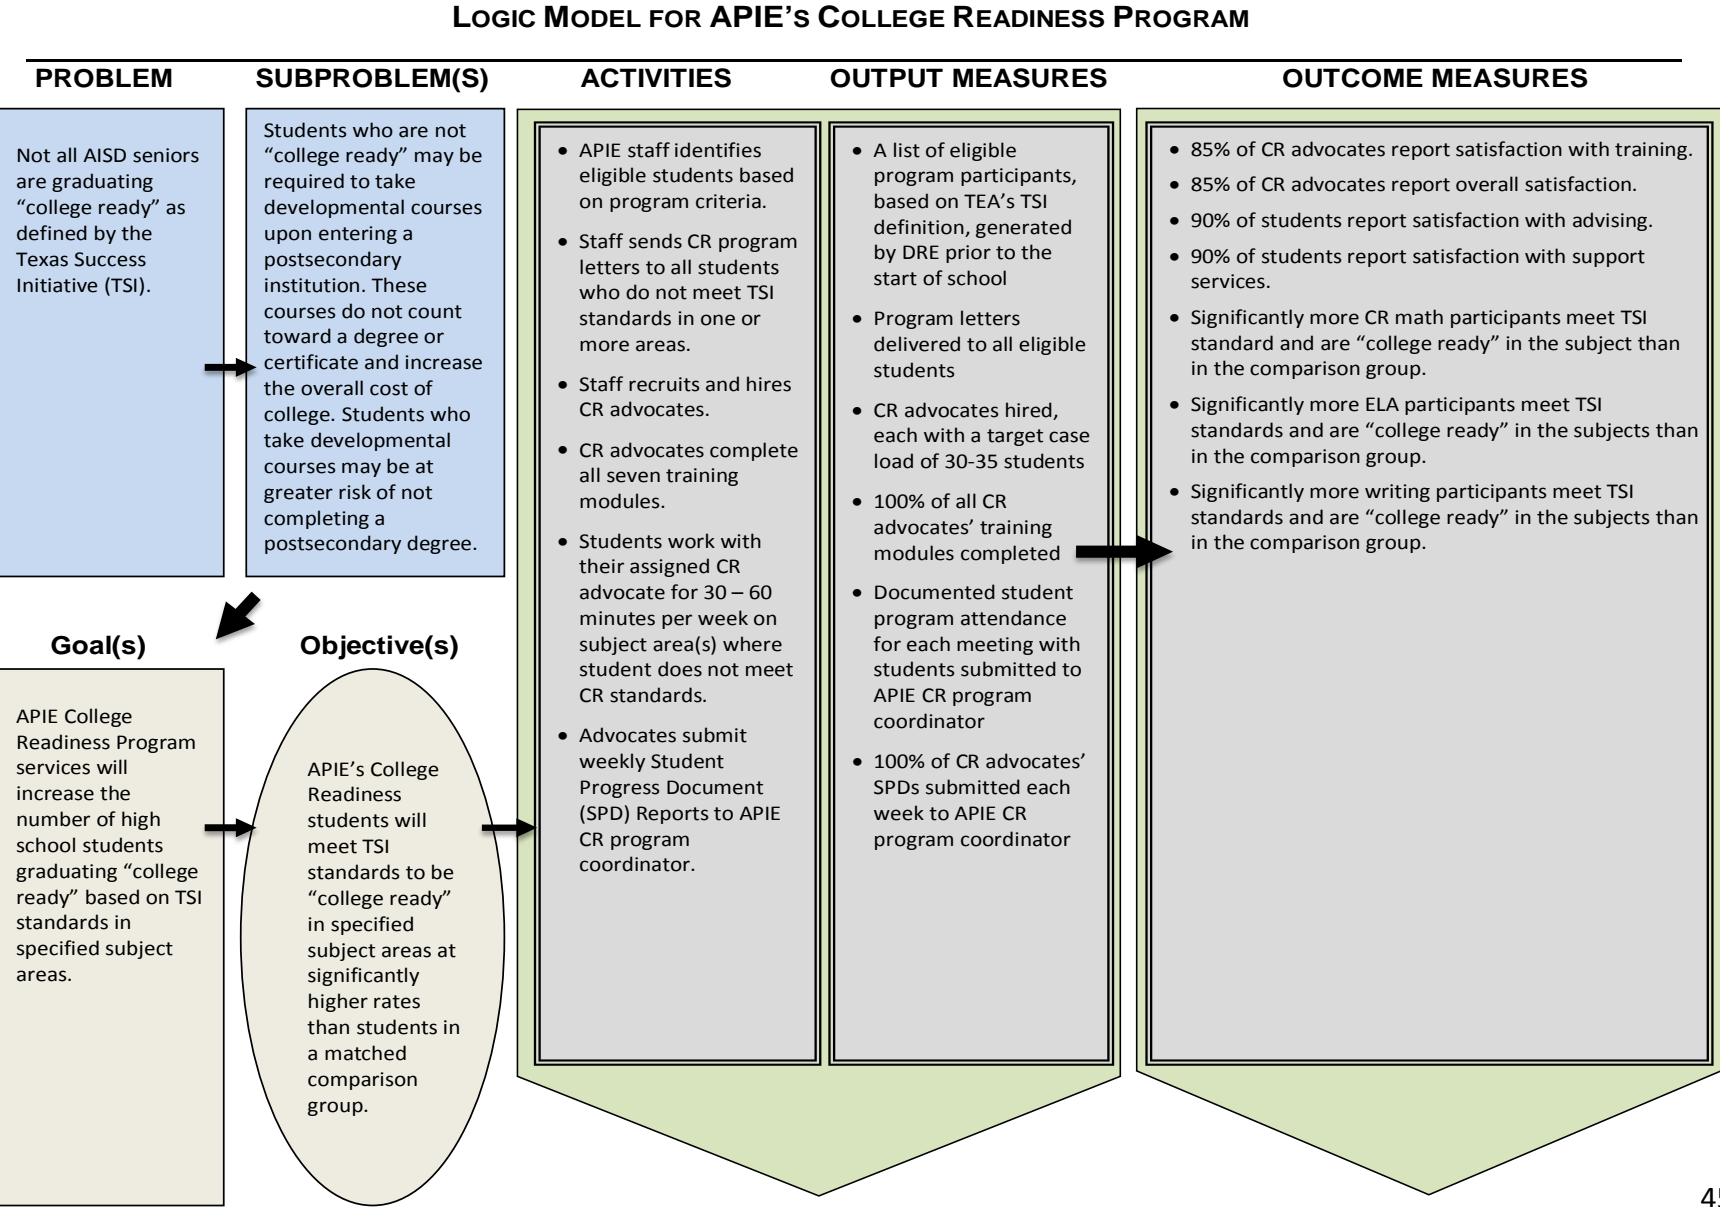 LOGIC MODEL FOR APIE'S COLLEGE READINESS PROGRAM
PROBLEM
SUBPROBLEM(S)
ACTIVITIES
OUTPUT MEASURES
OUTCOME MEASURES
Not all AISD seniors
are graduating
“college ready” as
defined by the
Texas Success
Initiative (TSI).
Students who are not
“college ready” may be
required to take
developmental courses
upon entering a
postsecondary
institution. These
courses do not count
toward a degree or
certificate and increase
the overall cost of
college. Students who
take developmental
courses may be at
greater risk of not
completing a
postsecondary degree.
Goal(s)
APIE College
Readiness Program
services will
increase the
number of high
school students
graduating “college
ready” based on TSI
standards in
specified subject
areas.
Objective(s)
APIE’s College
Readiness
students will
meet TSI
standards to be
“college ready”
in specified
subject areas at
significantly
higher rates
than students in
a matched
comparison
group.
• APIE staff identifies
eligible students based
on program criteria.
• Staff sends CR program
letters to all students
who do not meet TSI
standards in one or
more areas.
• Staff recruits and hires
CR advocates.
• CR advocates complete
all seven training
modules.
• Students work with
their assigned CR
advocate for 30 – 60
minutes per week on
subject area(s) where
student does not meet
CR standards.
• Advocates submit
weekly Student
Progress Document
(SPD) Reports to APIE
CR program
coordinator.
• A list of eligible
program participants,
based on TEA’s TSI
definition, generated
by DRE prior to the
start of school
• Program letters
delivered to all eligible
students
• CR advocates hired,
each with a target case
load of 30-35 students
• 100% of all CR
advocates’ training
modules completed
• Documented student
program attendance
for each meeting with
students submitted to
APIE CR program
coordinator
• 100% of CR advocates’
SPDs submitted each
week to APIE CR
program coordinator
• 85% of CR advocates report satisfaction with training.
• 85% of CR advocates report overall satisfaction.
• 90% of students report satisfaction with advising.
• 90% of students report satisfaction with support
services.
• Significantly more CR math participants meet TSI
standard and are “college ready” in the subject than
in the comparison group.
• Significantly more ELA participants meet TSI
standards and are “college ready” in the subjects than
in the comparison group.
• Significantly more writing participants meet TSI
standards and are “college ready” in the subjects than
in the comparison group.
45